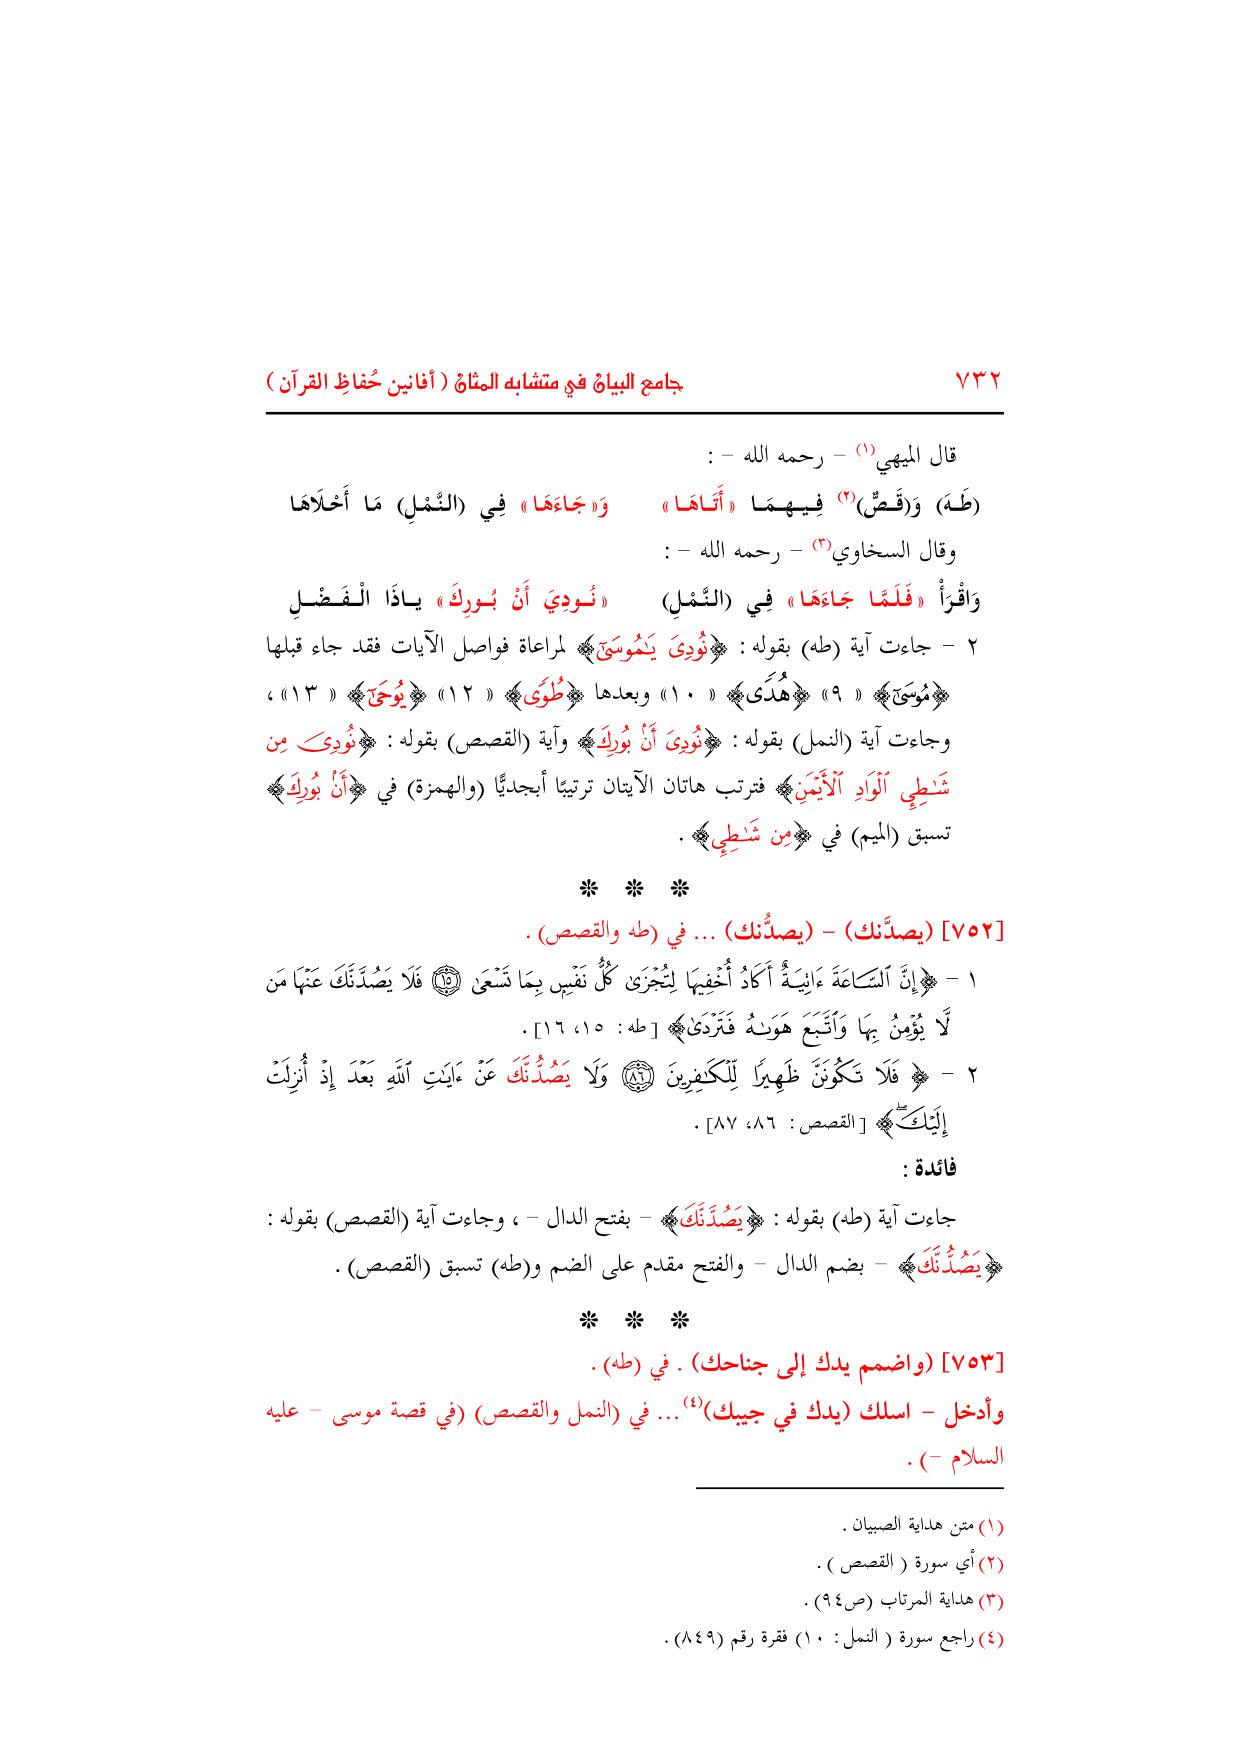 ٧٣٢ جامع البيان في متشابه المثان ( أفانين حُفاظِ القرآن )
قال الميهي(١) – رحمه الله – :
(طَـهَ) وَ(قَـصٌّ)(٢) فِـيـهِـمَـا «أَتَـاهَـا» وَ«جَاءَهَا» فِي (النَّمْلِ) مَا أَحْلَاهَا
وقال السخاوي(٣) – رحمه الله – :
وَاقْرَأْ «فَلَمَّا جَاءَهَا» فِي (النَّمْلِ) «نُـودِيَ أَنْ بُـورِكَ» يـاذَا الْـفَـضْـلِ
٢ – جاءت آية (طه) بقوله : ﴿نُودِىَ يَـٰمُوسَىٰٓ﴾ لمراعاة فواصل الآيات فقد جاء قبلها
﴿مُوسَىٰٓ﴾ « ٩» ﴿هُدًى﴾ « ١٠» وبعدها ﴿طُوًى﴾ « ١٢» ﴿يُوحَىٰٓ﴾ « ١٣» ،
وجاءت آية (النمل) بقوله : ﴿نُودِىَ أَنۢ بُورِكَ﴾ وآية (القصص) بقوله : ﴿نُودِىَ مِن
شَـٰطِيِٕ ٱلْوَادِ ٱلْأَيْمَنِ﴾ فترتب هاتان الآيتان ترتيبًا أبجديًّا (والهمزة) في ﴿أَنۢ بُورِكَ﴾
تسبق (الميم) في ﴿مِن شَـٰطِيِٕ﴾ .
❊ ❊ ❊
[٧٥٢] (يصدَّنك) – (يصدُّنك) ... في (طه والقصص) .
١ – ﴿إِنَّ ٱلسَّاعَةَ ءَاتِيَةٌ أَكَادُ أُخْفِيهَا لِتُجْزَىٰ كُلُّ نَفْسٍۭ بِمَا تَسْعَىٰ ۝١٥ فَلَا يَصُدَّنَّكَ عَنْهَا مَن
لَّا يُؤْمِنُ بِهَا وَٱتَّبَعَ هَوَىٰهُ فَتَرْدَىٰ﴾ [طه : ١٥، ١٦] .
٢ – ﴿ فَلَا تَكُونَنَّ ظَهِيرًا لِّلْكَـٰفِرِينَ ۝٨٦ وَلَا يَصُدُّنَّكَ عَنْ ءَايَـٰتِ ٱللَّهِ بَعْدَ إِذْ أُنزِلَتْ
إِلَيْكَ ۖ﴾ [القصص : ٨٦، ٨٧] .
فائدة :
جاءت آية (طه) بقوله : ﴿يَصُدَّنَّكَ﴾ – بفتح الدال – ، وجاءت آية (القصص) بقوله :
﴿يَصُدُّنَّكَ﴾ – بضم الدال – والفتح مقدم على الضم و(طه) تسبق (القصص) .
❊ ❊ ❊
[٧٥٣] (واضمم يدك إلى جناحك) . في (طه) .
وأدخل – اسلك (يدك في جيبك)(٤)... في (النمل والقصص) (في قصة موسى – عليه
السلام –) .
(١) متن هداية الصبيان .
(٢) أي سورة ( القصص ) .
(٣) هداية المرتاب (ص٩٤) .
(٤) راجع سورة ( النمل : ١٠) فقرة رقم (٨٤٩) .